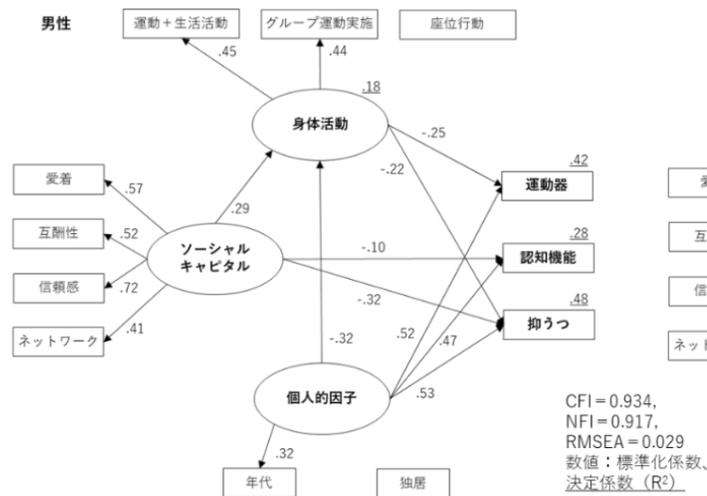 男性
運動＋生活活動
グループ運動実施
座位行動
.45
.44
.18
身体活動
-.25
-.22
.42
運動器
愛着
.57
互酬性
.52
信頼感
.72
ネットワーク
.41
.29
ソーシャル
キャピタル
-.10
-.32
.28
認知機能
.48
抑うつ
-.32
.52
.47
.53
個人的因子
.32
年代
独居
CFI＝0.934,
NFI＝0.917,
RMSEA＝0.029
数値：標準化係数、
決定係数（R²）
互
信
ネット